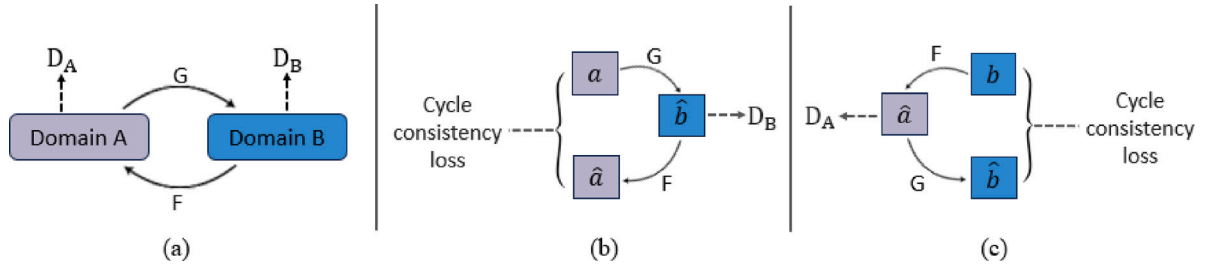 D_A
D_B
G
Domain A
Domain B
F
(a)
a
G
Cycle
consistency
loss
b̂
D_B
â
F
(b)
F
b
D_A
â
Cycle
consistency
loss
G
b̂
(c)